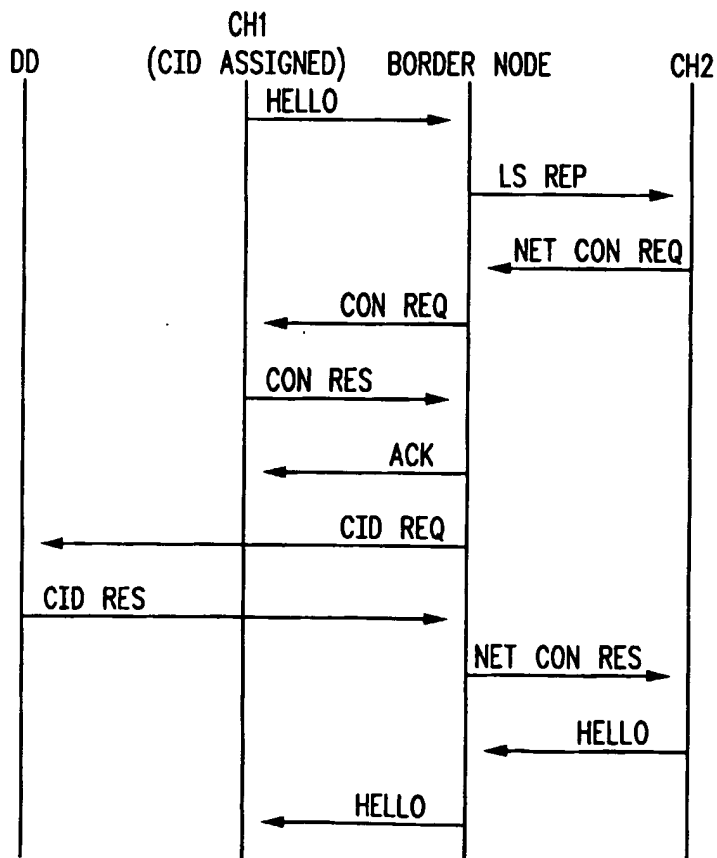 CH1
DD (CID ASSIGNED) BORDER NODE CH2
HELLO
LS REP
NET CON REQ
CON REQ
CON RES
ACK
CID REQ
CID RES
NET CON RES
HELLO
HELLO